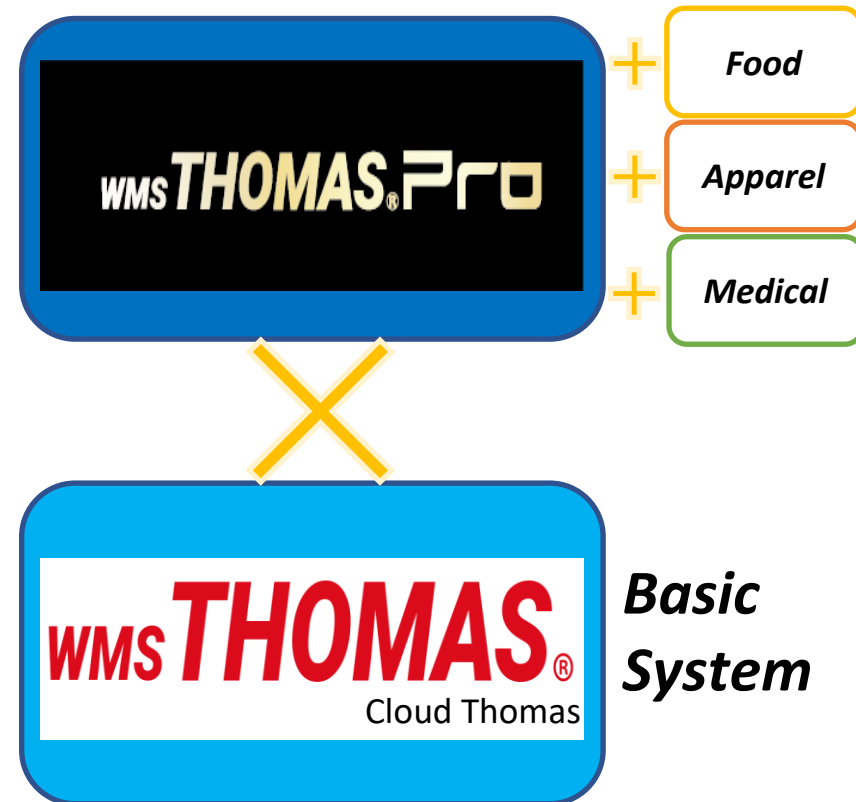 WMS THOMAS®.Pro
Food
Apparel
Medical
WMS THOMAS®
Cloud Thomas
Basic
System